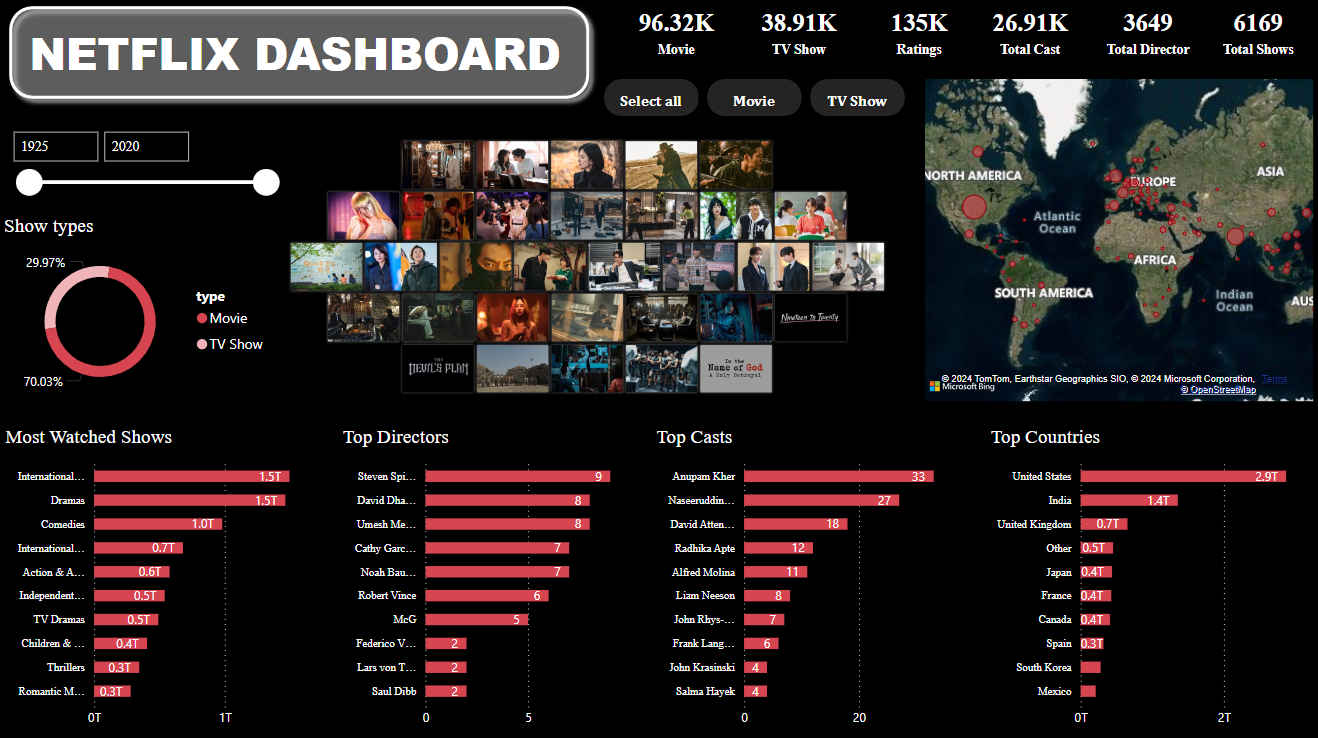 NETFLIX DASHBOARD
96.32K
Movie
38.91K
TV Show
135K
Ratings
26.91K
Total Cast
3649
Total Director
6169
Total Shows
Select all
Movie
TV Show
1925
2020
Show types
29.97%
70.03%
type
Movie
TV Show
Nineteen to Twenty
THE
DEVIL'S PLAN
In the
Name of God
A Holy Betrayal
NORTH AMERICA
EUROPE
ASIA
Atlantic
Ocean
AFRICA
SOUTH AMERICA
Indian
Ocean
AUS
© 2024 TomTom, Earthstar Geographics SIO, © 2024 Microsoft Corporation, Terms
Microsoft Bing
© OpenStreetMap
Most Watched Shows
International... 1.5T
Dramas 1.5T
Comedies 1.0T
International... 0.7T
Action & A... 0.6T
Independent... 0.5T
TV Dramas 0.5T
Children & ... 0.4T
Thrillers 0.3T
Romantic M... 0.3T
0T 1T
Top Directors
Steven Spi... 9
David Dha... 8
Umesh Me... 8
Cathy Garc... 7
Noah Bau... 7
Robert Vince 6
McG 5
Federico V... 2
Lars von T... 2
Saul Dibb 2
0 5
Top Casts
Anupam Kher 33
Naseeruddin... 27
David Atten... 18
Radhika Apte 12
Alfred Molina 11
Liam Neeson 8
John Rhys-... 7
Frank Lang... 6
John Krasinski 4
Salma Hayek 4
0 20
Top Countries
United States 2.9T
India 1.4T
United Kingdom 0.7T
Other 0.5T
Japan 0.4T
France 0.4T
Canada 0.4T
Spain 0.3T
South Korea
Mexico
0T 2T